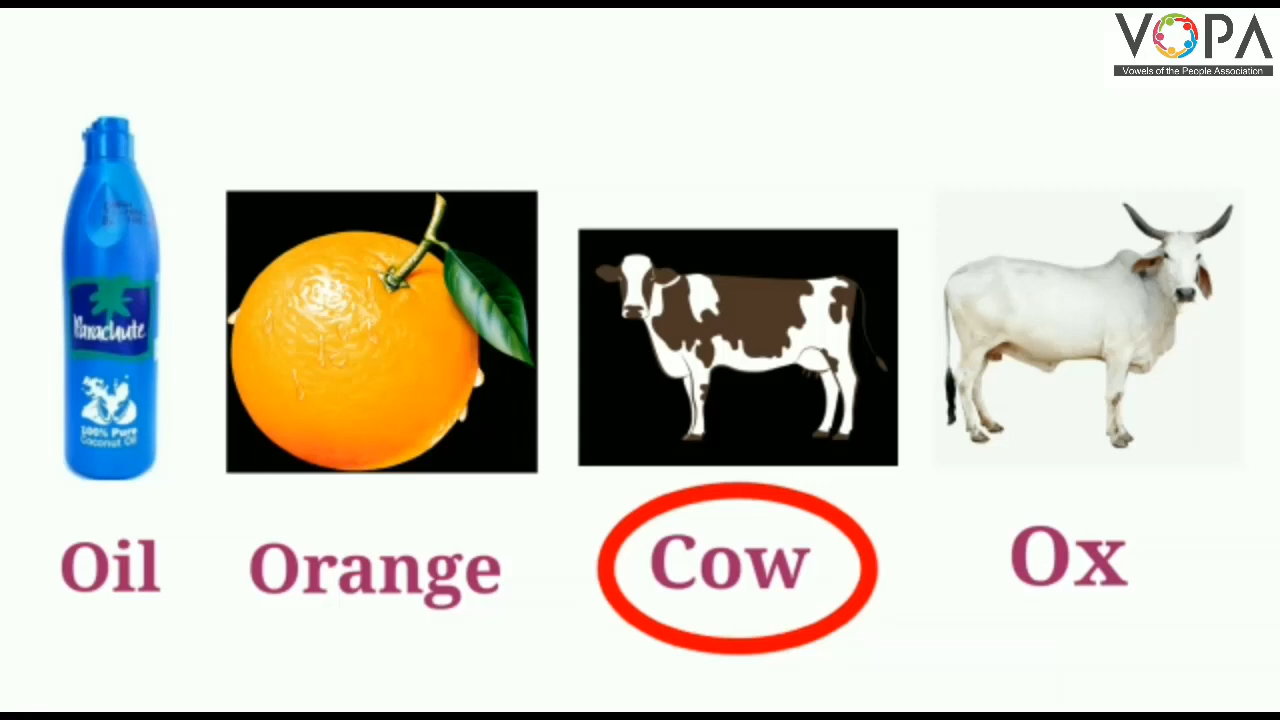 VOPA
Vowels of the People Association
Parachute
100% Pure
Coconut Oil
Oil
Orange
Cow
Ox